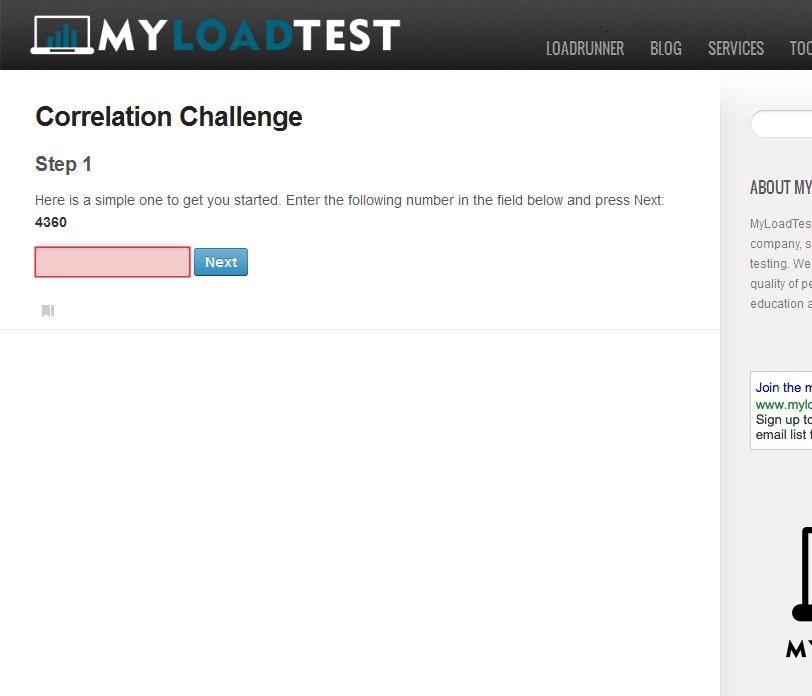 MYLOADTEST
LOADRUNNER BLOG SERVICES
Correlation Challenge
Step 1
Here is a simple one to get you started. Enter the following number in the field below and press Next:
4360
Next
ABOUT MY
MyLoadTes
company, s
testing. We
quality of pe
education a
Join the m
www.mylo
Sign up to
email list f
MY